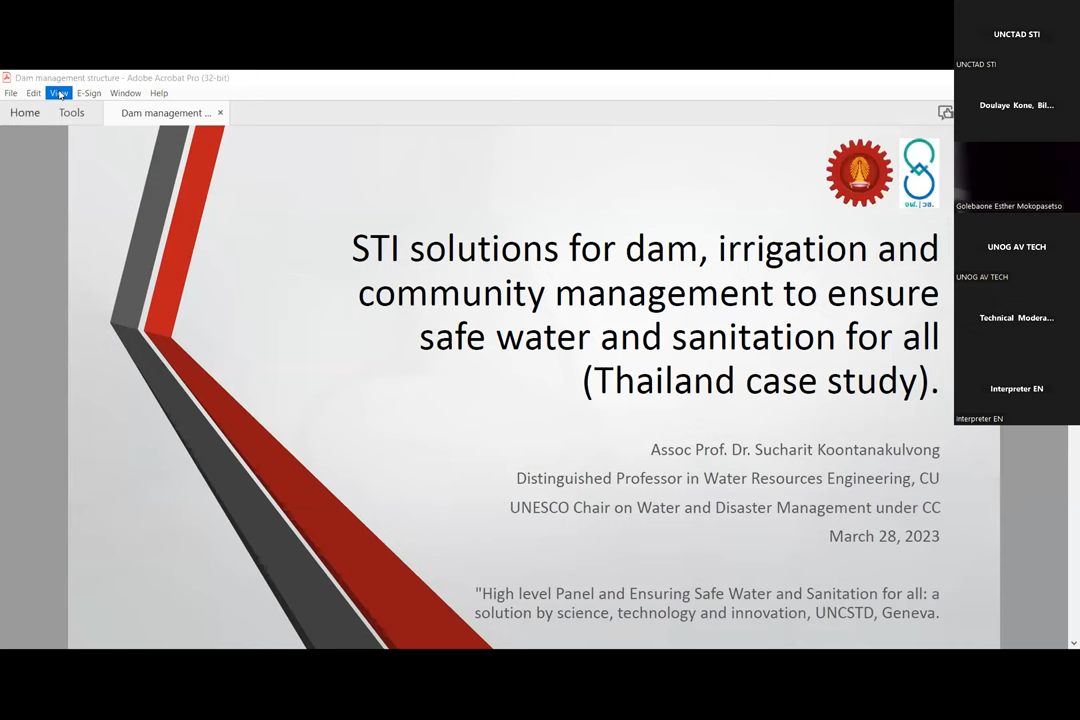 Dam management structure - Adobe Acrobat Pro (32-bit)
File Edit View E-Sign Window Help
Home Tools Dam management ... ×
จฬ. | วช.
STI solutions for dam, irrigation and
community management to ensure
safe water and sanitation for all
(Thailand case study).
Assoc Prof. Dr. Sucharit Koontanakulvong
Distinguished Professor in Water Resources Engineering, CU
UNESCO Chair on Water and Disaster Management under CC
March 28, 2023
"High level Panel and Ensuring Safe Water and Sanitation for all: a
solution by science, technology and innovation, UNCSTD, Geneva.
UNCTAD STI
UNCTAD STI
Doulaye Kone, Bil...
Golebaone Esther Mokopasetso
UNOG AV TECH
UNOG AV TECH
Technical Modera...
Interpreter EN
Interpreter EN